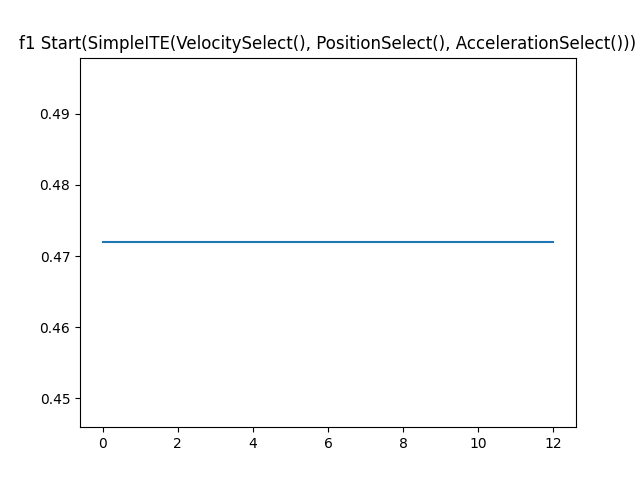 f1 Start(SimpleITE(VelocitySelect(), PositionSelect(), AccelerationSelect()))
0.49
0.48
0.47
0.46
0.45
0 2 4 6 8 10 12